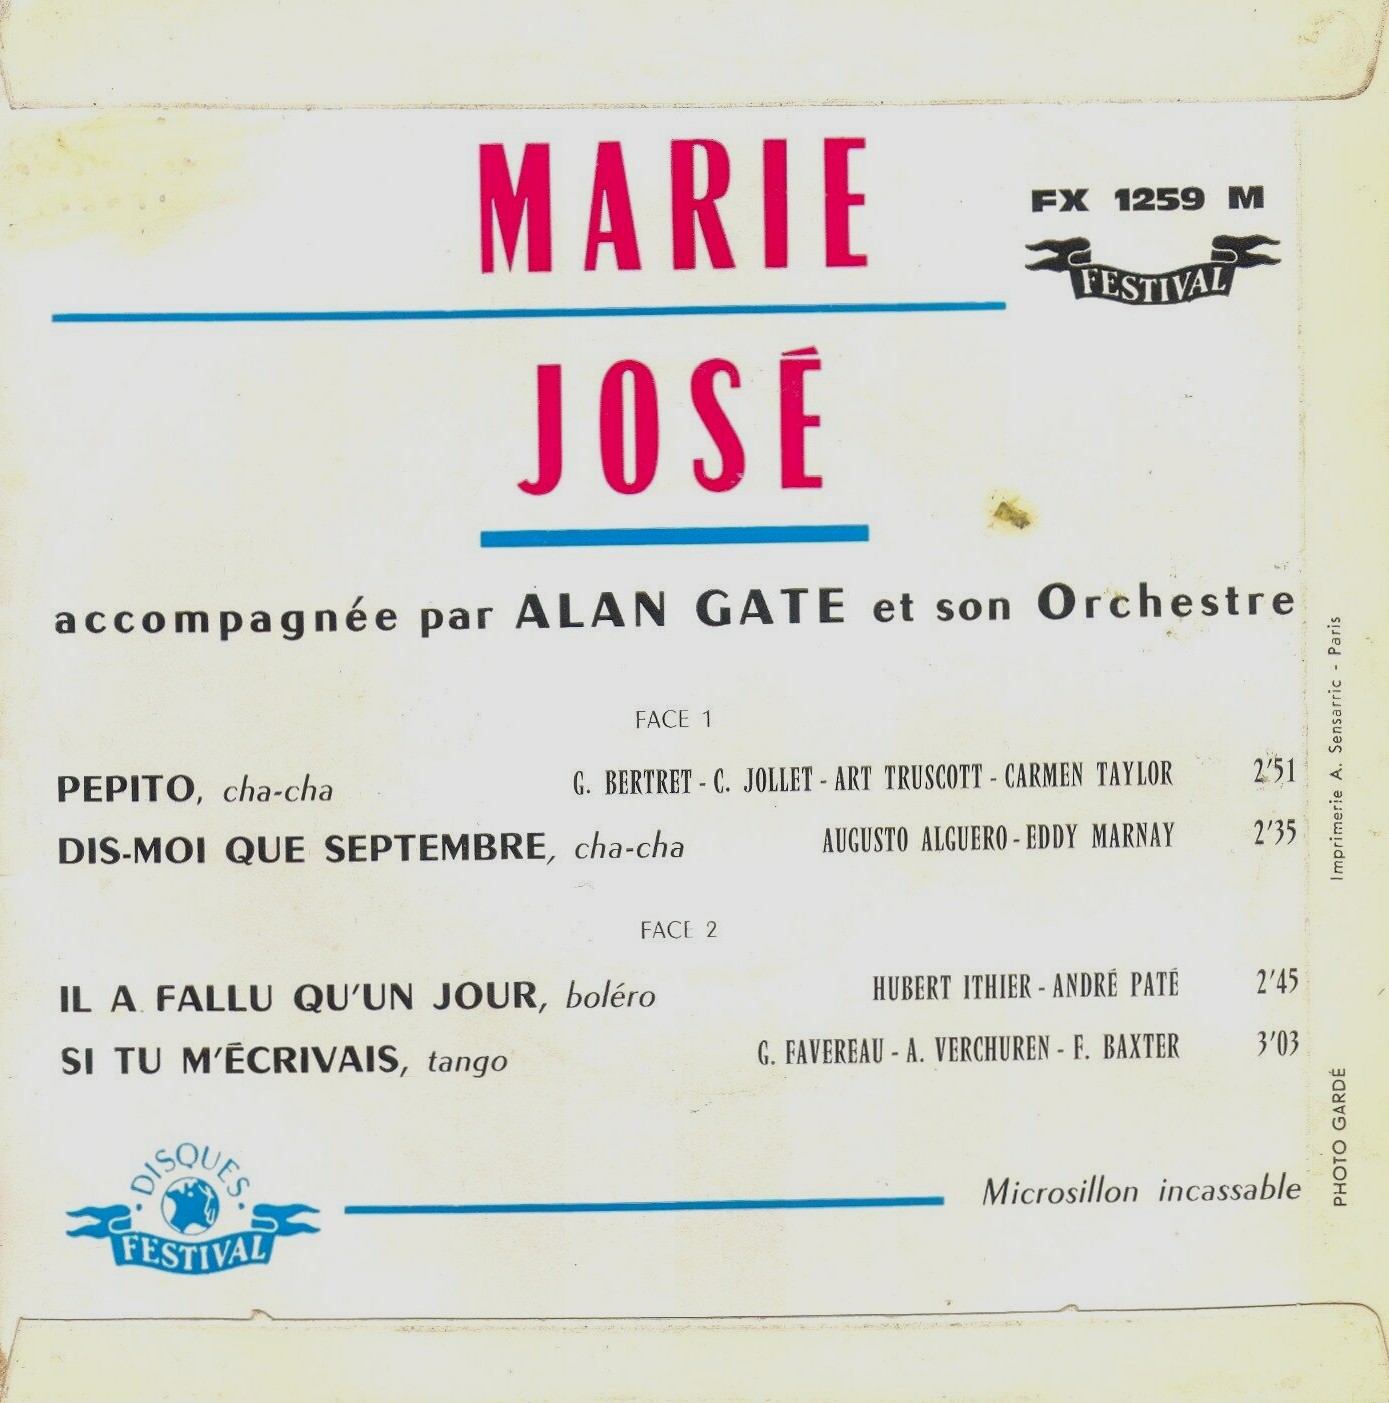 MARIE
FX 1259 M
FESTIVAL
JOSÉ
accompagnée par ALAN GATE et son Orchestre
FACE 1
PEPITO, cha-cha G. BERTRET - C. JOLLET - ART TRUSCOTT - CARMEN TAYLOR 2'51
DIS-MOI QUE SEPTEMBRE, cha-cha AUGUSTO ALGUERO - EDDY MARNAY 2'35
FACE 2
IL A FALLU QU'UN JOUR, boléro HUBERT ITHIER - ANDRÉ PATÉ 2'45
SI TU M'ÉCRIVAIS, tango G. FAVEREAU - A. VERCHUREN - F. BAXTER 3'03
DISQUES
FESTIVAL
Microsillon incassable
Imprimerie A. Sensarric - Paris
PHOTO GARDÉ